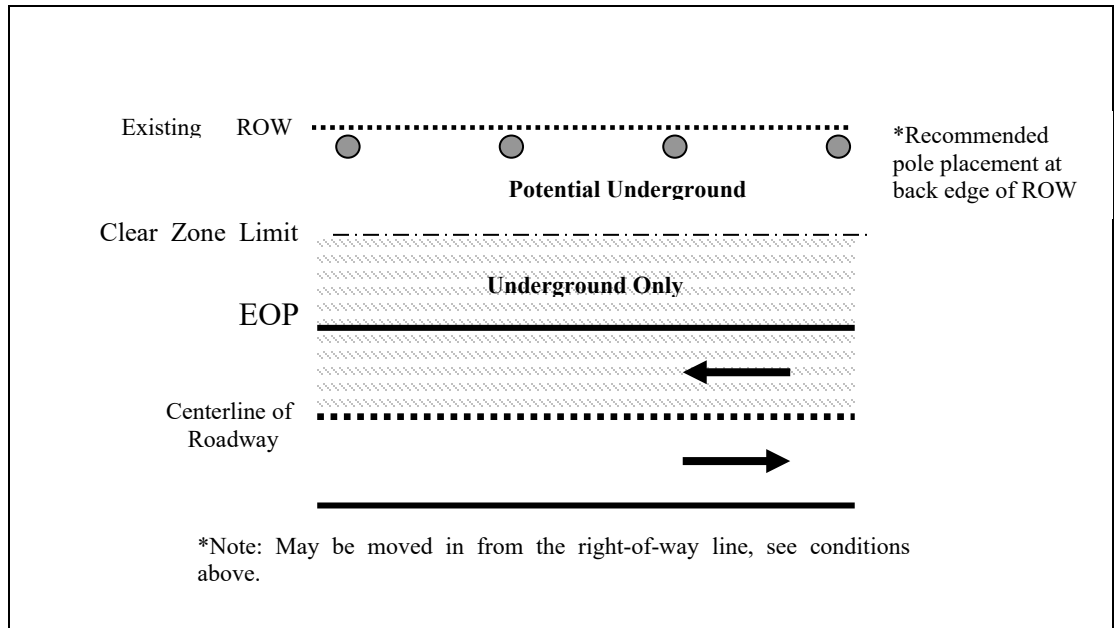 Existing ROW
*Recommended
pole placement at
back edge of ROW
Potential Underground
Clear Zone Limit
Underground Only
EOP
Centerline of
Roadway
*Note: May be moved in from the right-of-way line, see conditions
above.